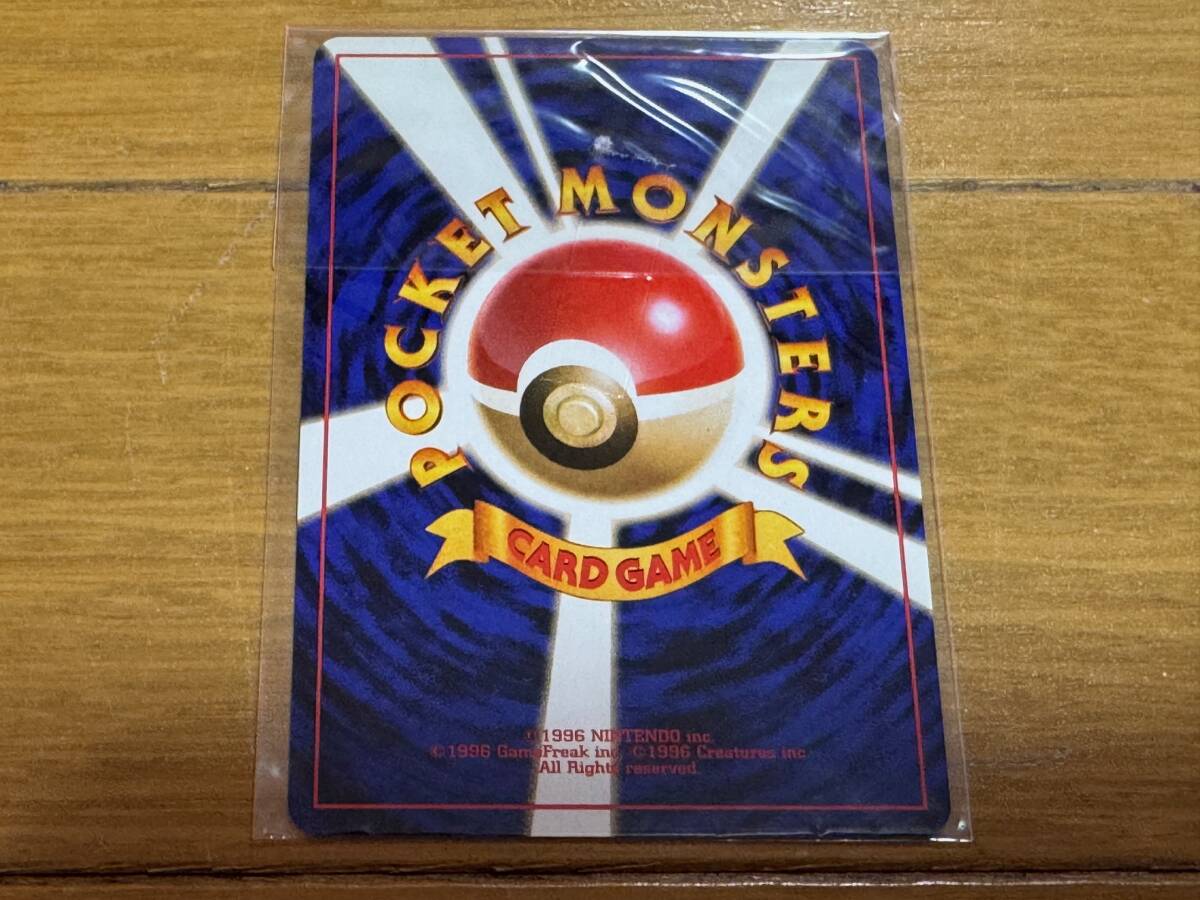 POCKET MONSTERS
CARD GAME
©1996 NINTENDO inc.
©1996 GameFreak inc. ©1996 Creatures inc.
All Rights reserved.